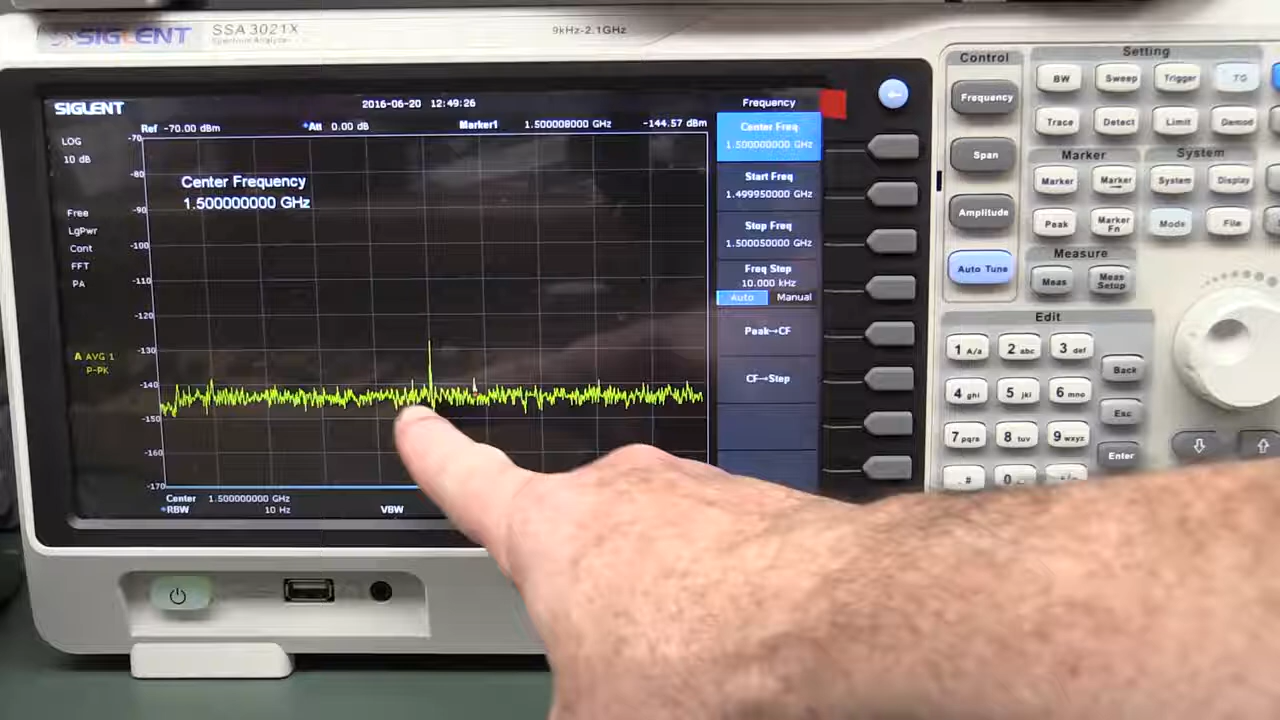 SIGLENT SSA 3021X 9kHz-2.1GHz
Spectrum Analyzer
SIGLENT 2016-06-20 12:49:26
Ref -70.00 dBm *Att 0.00 dB Marker1 1.500008000 GHz -144.57 dBm
LOG
10 dB
Free
LgPwr
Cont
FFT
PA
A AVG 1
P-PK
-70
-80
-90
-100
-110
-120
-130
-140
-150
-160
-170
Center Frequency
1.500000000 GHz
Center 1.500000000 GHz
*RBW 10 Hz VBW
Frequency
Center Freq
1.500000000 GHz
Start Freq
1.499950000 GHz
Stop Freq
1.500050000 GHz
Freq Step
10.000 kHz
Auto Manual
Peak→CF
CF→Step
Control
Frequency
Span
Amplitude
Auto Tune
Setting
BW Sweep Trigger TG
Trace Detect Limit Demod
Marker
Marker Marker→
Peak Marker Fn
System
System Display
Mode File
Measure
Meas Meas Setup
Edit
1 A/a 2 abc 3 def
4 ghi 5 jkl 6 mno
7 pqrs 8 tuv 9 wxyz
. # 0 +/-
Back
Esc
Enter